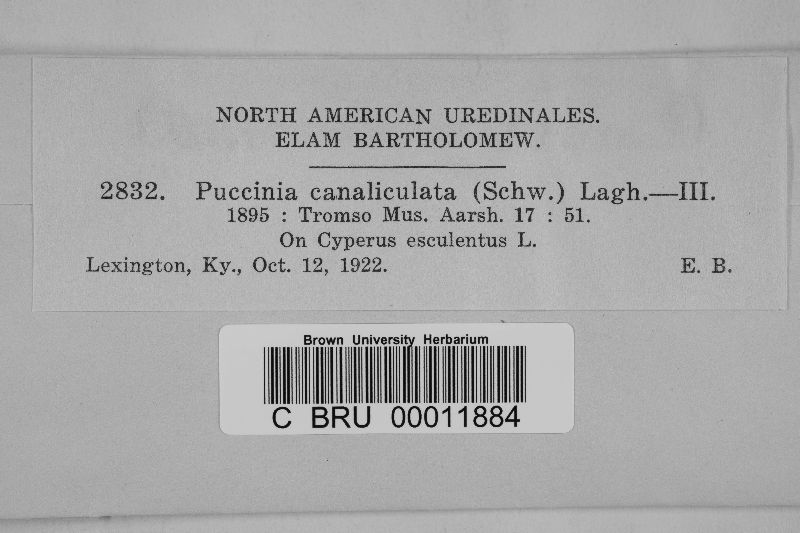 NORTH AMERICAN UREDINALES.
ELAM BARTHOLOMEW.
2832. Puccinia canaliculata (Schw.) Lagh.—III.
1895 : Tromso Mus. Aarsh. 17 : 51.
On Cyperus esculentus L.
Lexington, Ky., Oct. 12, 1922. E. B.
Brown University Herbarium
C BRU 00011884